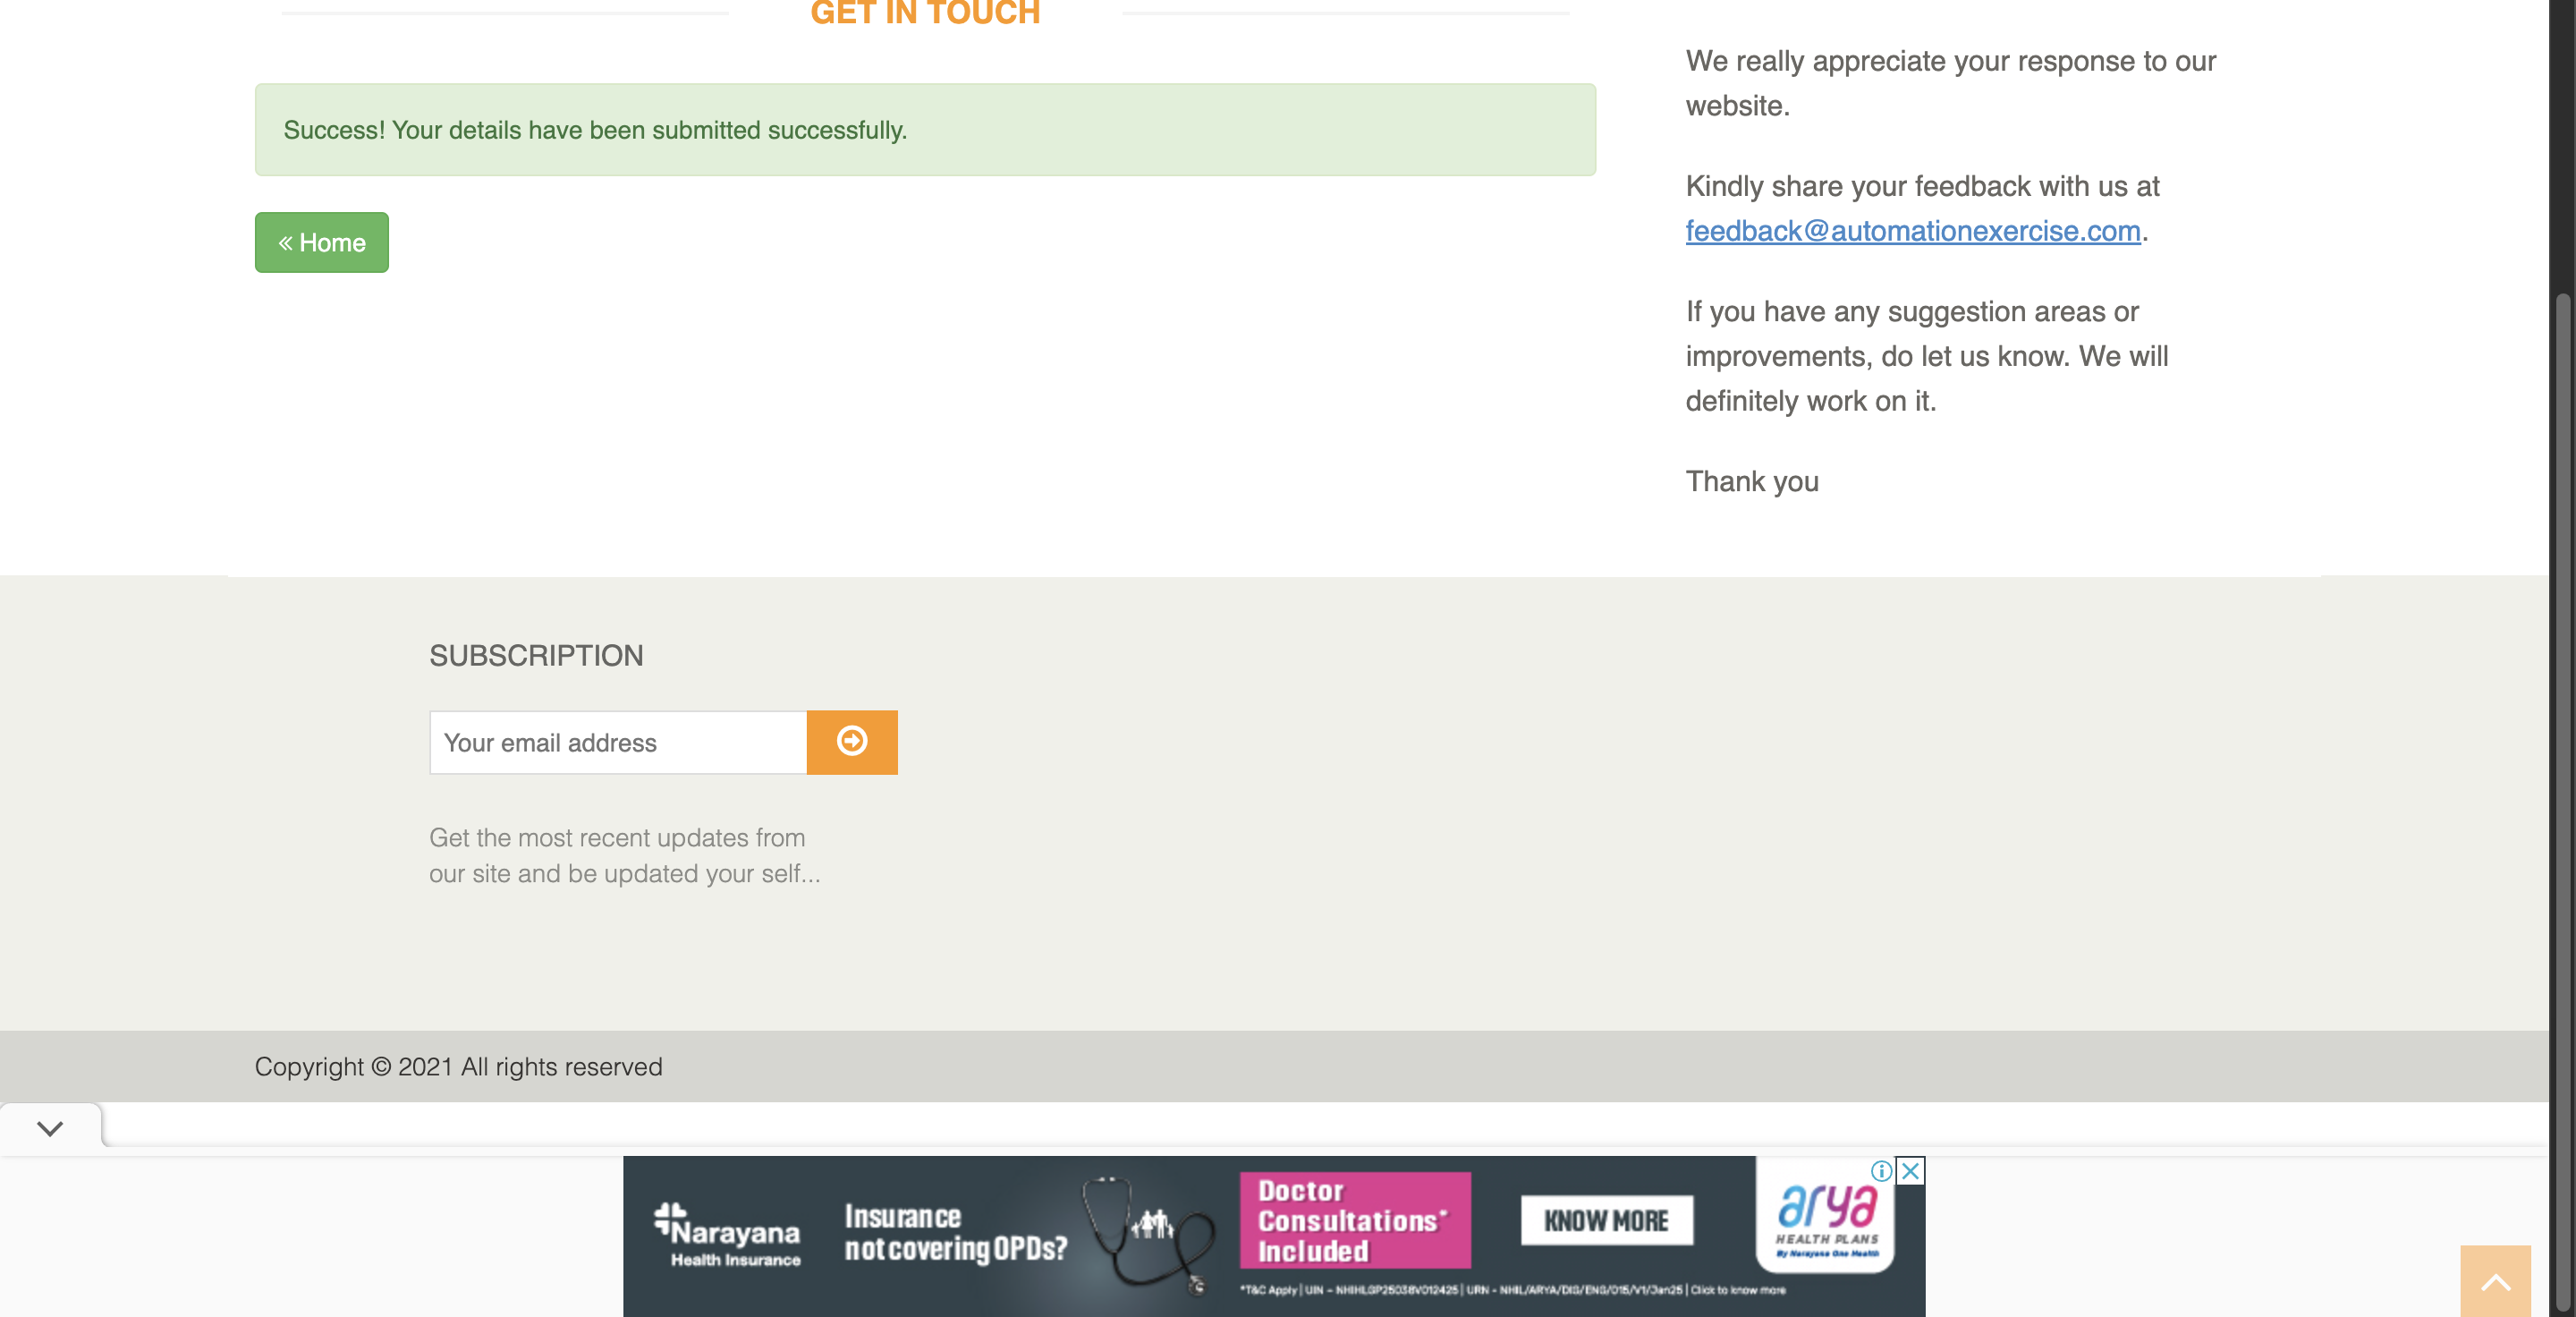 GET IN TOUCH
Success! Your details have been submitted successfully.
« Home
We really appreciate your response to our
website.
Kindly share your feedback with us at
feedback@automationexercise.com.
If you have any suggestion areas or
improvements, do let us know. We will
definitely work on it.
Thank you
SUBSCRIPTION
Your email address
Get the most recent updates from
our site and be updated your self...
Copyright © 2021 All rights reserved
Narayana
Health Insurance
Insurance
not covering OPDs?
Doctor
Consultations*
Included
KNOW MORE
arya
HEALTH PLANS
By Narayana One Health
*T&C Apply | UIN - NHIHLGP25038V012425 | URN - NHIL/ARYA/DIG/ENG/015/V1/Jan25 | Click to know more